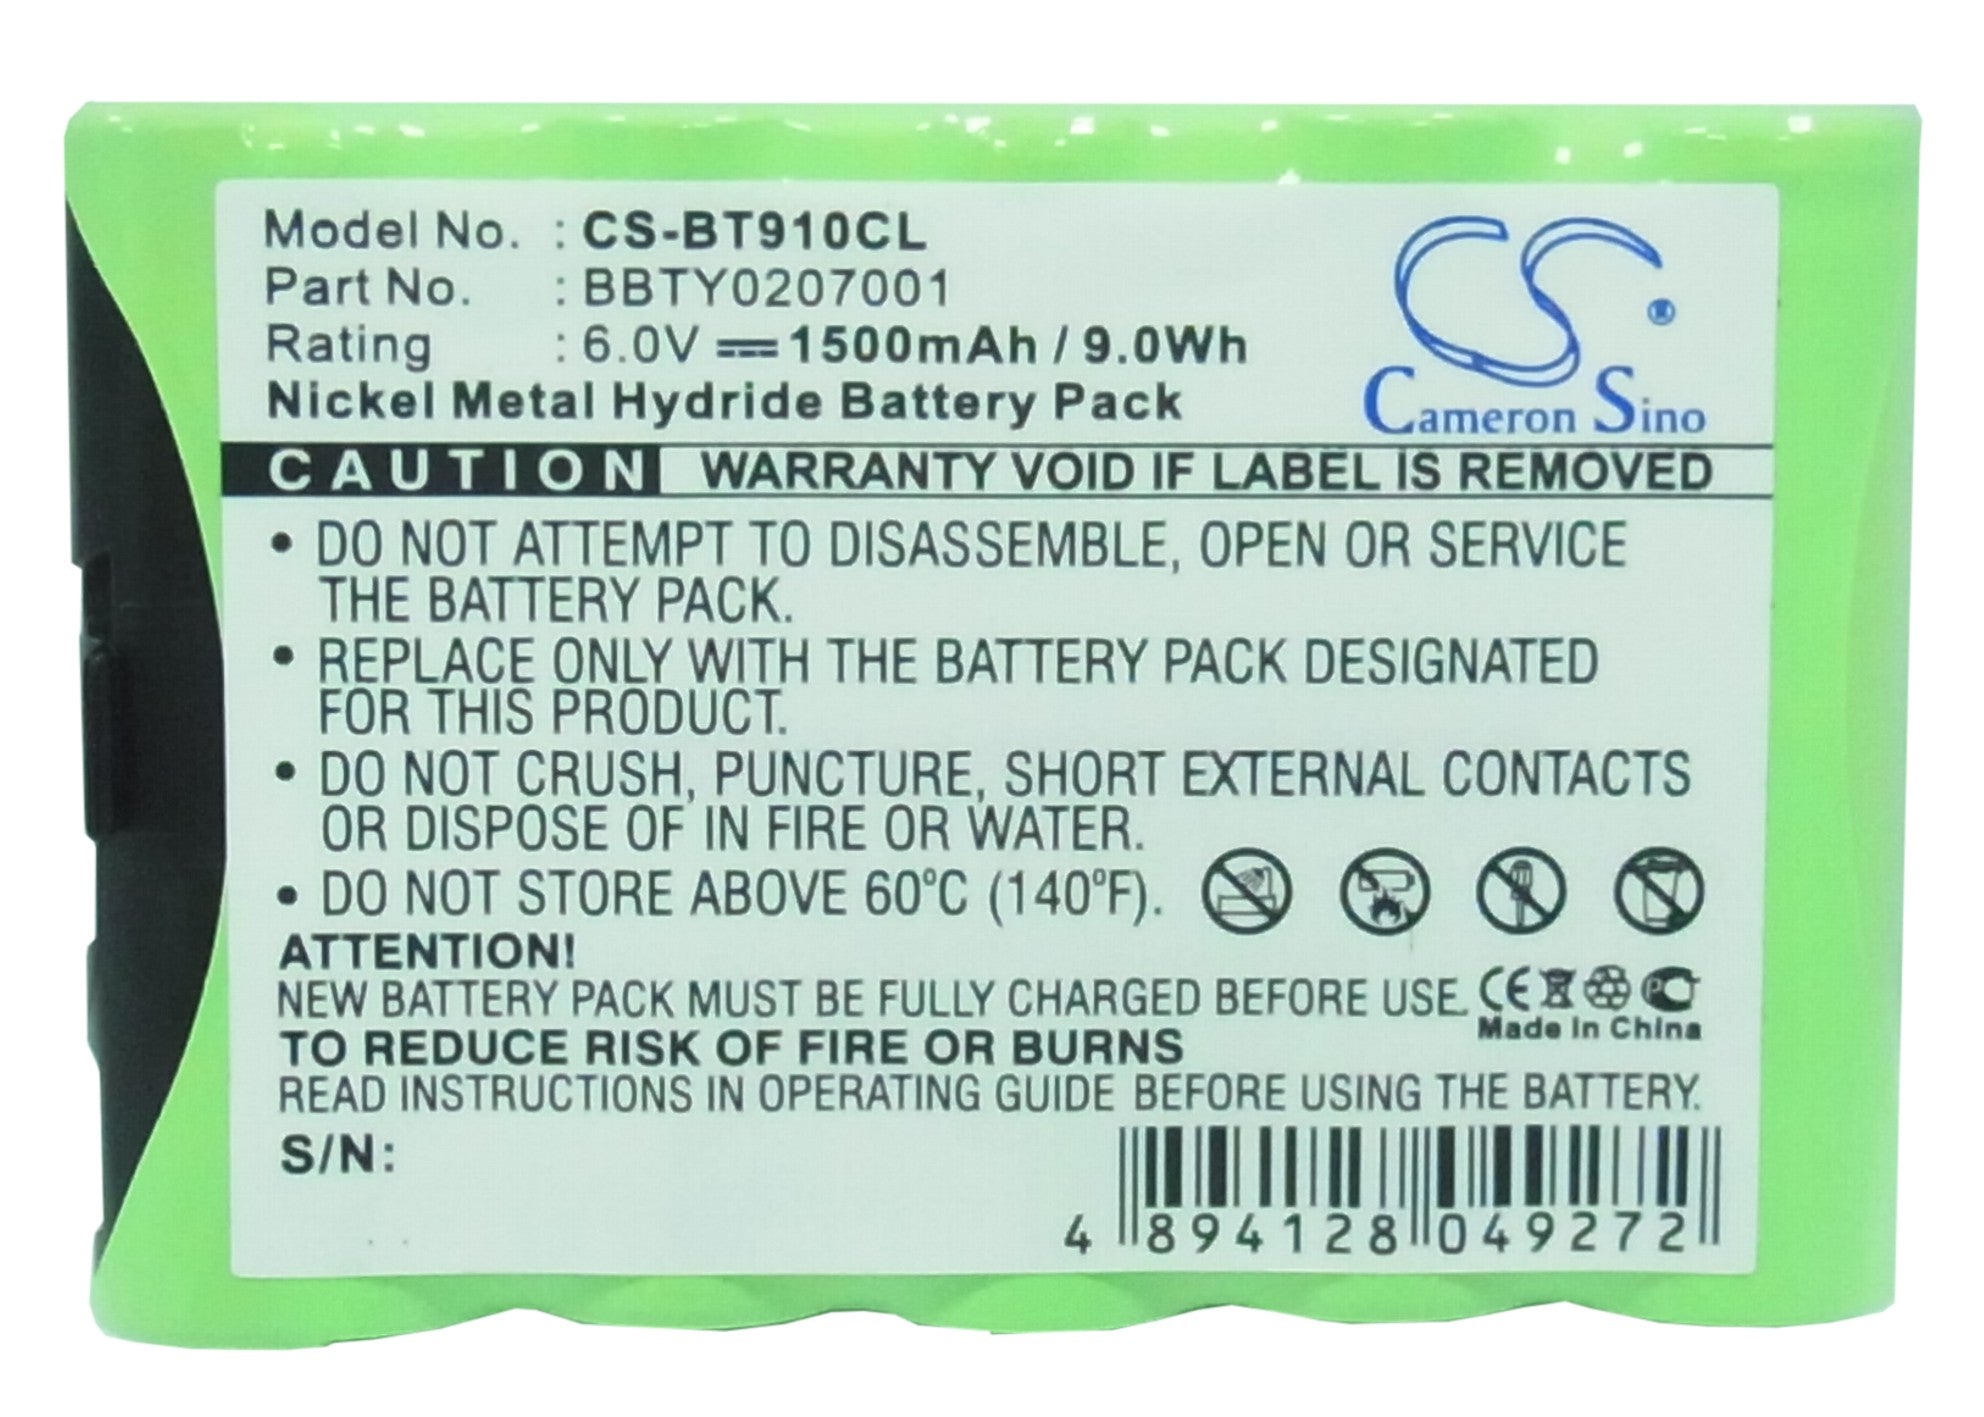 Model No. : CS-BT910CL
Part No. : BBTY0207001
Rating : 6.0V ⎓ 1500mAh / 9.0Wh
Nickel Metal Hydride Battery Pack
CS ®
Cameron Sino
CAUTION WARRANTY VOID IF LABEL IS REMOVED
• DO NOT ATTEMPT TO DISASSEMBLE, OPEN OR SERVICE
THE BATTERY PACK.
• REPLACE ONLY WITH THE BATTERY PACK DESIGNATED
FOR THIS PRODUCT.
• DO NOT CRUSH, PUNCTURE, SHORT EXTERNAL CONTACTS
OR DISPOSE OF IN FIRE OR WATER.
• DO NOT STORE ABOVE 60ºC (140ºF).
ATTENTION!
NEW BATTERY PACK MUST BE FULLY CHARGED BEFORE USE. CE
Made in China
TO REDUCE RISK OF FIRE OR BURNS
READ INSTRUCTIONS IN OPERATING GUIDE BEFORE USING THE BATTERY.
S/N:
4 894128 049272